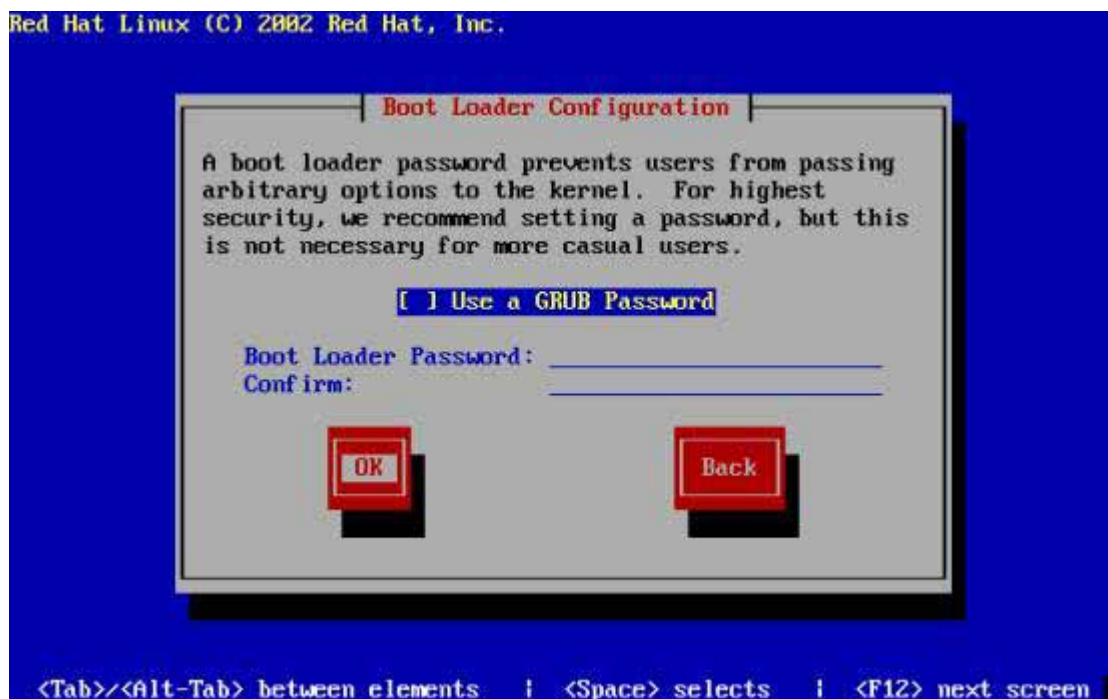 Red Hat Linux (C) 2002 Red Hat, Inc.
Boot Loader Configuration
A boot loader password prevents users from passing
arbitrary options to the kernel.  For highest
security, we recommend setting a password, but this
is not necessary for more casual users.
[ ] Use a GRUB Password
Boot Loader Password:
Confirm:
OK
Back
<Tab>/<Alt-Tab> between elements | <Space> selects | <F12> next screen